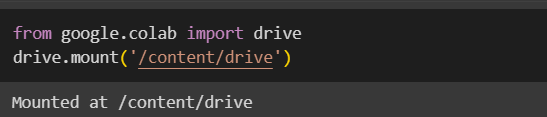 from google.colab import drive
drive.mount('/content/drive')
Mounted at /content/drive